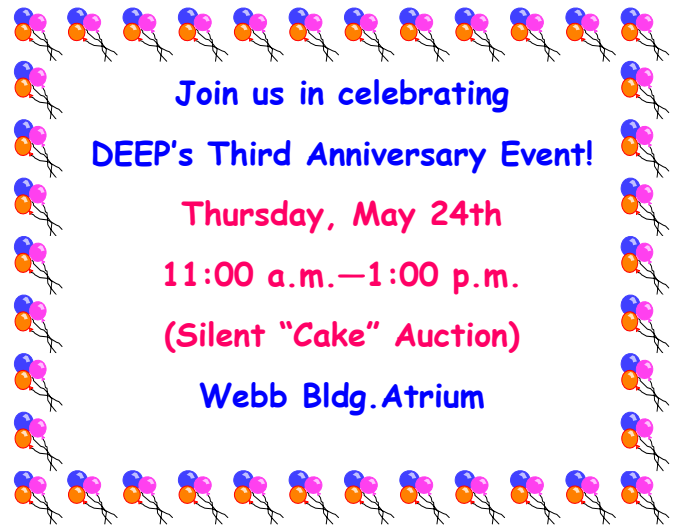 Join us in celebrating
DEEP’s Third Anniversary Event!
Thursday, May 24th
11:00 a.m.—1:00 p.m.
(Silent “Cake” Auction)
Webb Bldg.Atrium